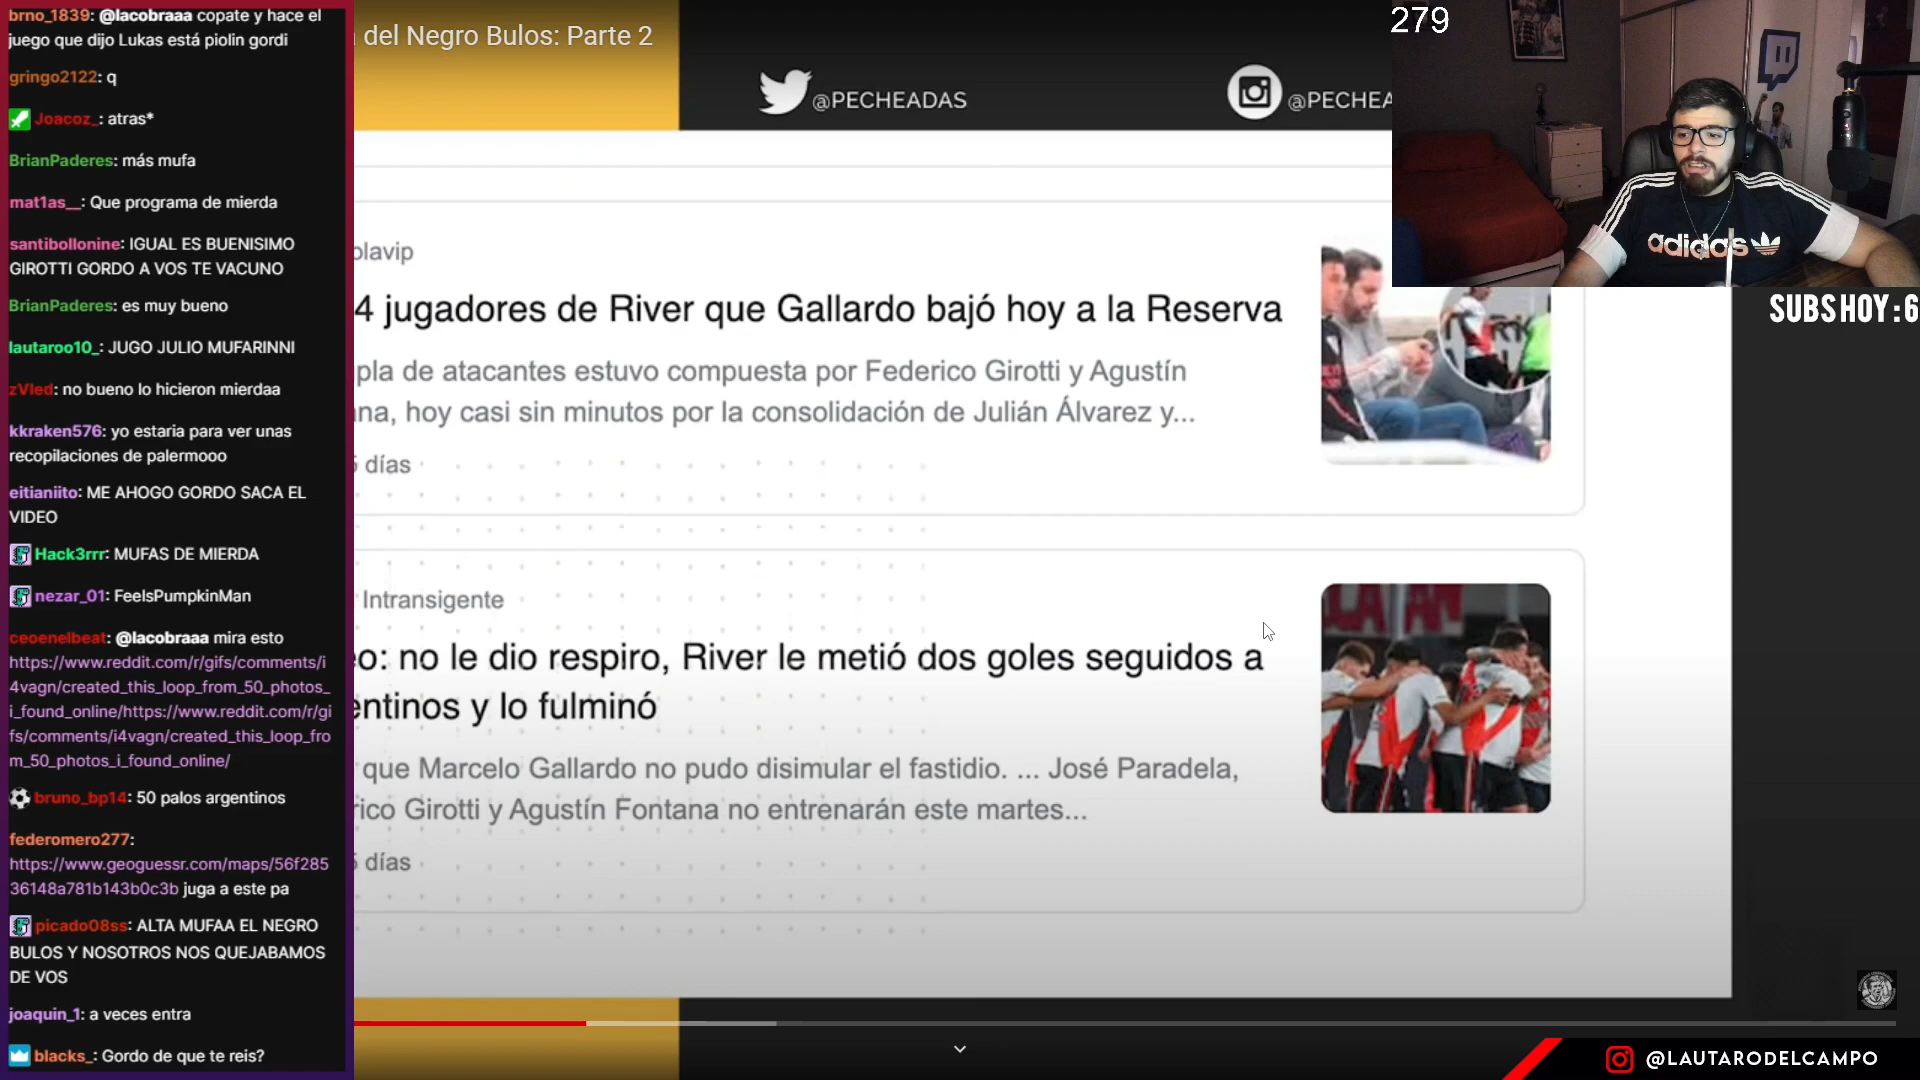 brno_1839: @lacobraaa copate y hace el
juego que dijo Lukas está piolin gordi
gringo2122: q
Joacoz_: atras*
BrianPaderes: más mufa
mat1as__: Que programa de mierda
santibollonine: IGUAL ES BUENISIMO
GIROTTI GORDO A VOS TE VACUNO
BrianPaderes: es muy bueno
lautaroo10_: JUGO JULIO MUFARINNI
zVled: no bueno lo hicieron mierdaa
kkraken576: yo estaria para ver unas
recopilaciones de palermooo
eitianiito: ME AHOGO GORDO SACA EL
VIDEO
Hack3rrr: MUFAS DE MIERDA
nezar_01: FeelsPumpkinMan
ceoenelbeat: @lacobraaa mira esto
https://www.reddit.com/r/gifs/comments/i
4vagn/created_this_loop_from_50_photos_
i_found_online/https://www.reddit.com/r/gi
fs/comments/i4vagn/created_this_loop_fro
m_50_photos_i_found_online/
bruno_bp14: 50 palos argentinos
federomero277:
https://www.geoguessr.com/maps/56f285
36148a781b143b0c3b juga a este pa
picado08ss: ALTA MUFAA EL NEGRO
BULOS Y NOSOTROS NOS QUEJABAMOS
DE VOS
joaquin_1: a veces entra
blacks_: Gordo de que te reis?
del Negro Bulos: Parte 2
@PECHEADAS
@PECHEA
olavip
4 jugadores de River que Gallardo bajó hoy a la Reserva
pla de atacantes estuvo compuesta por Federico Girotti y Agustín
ana, hoy casi sin minutos por la consolidación de Julián Álvarez y...
5 días
Intransigente
eo: no le dio respiro, River le metió dos goles seguidos a
entinos y lo fulminó
que Marcelo Gallardo no pudo disimular el fastidio. ... José Paradela,
rico Girotti y Agustín Fontana no entrenarán este martes...
5 días
279
adidas
SUBS HOY: 6
@LAUTARODELCAMPO